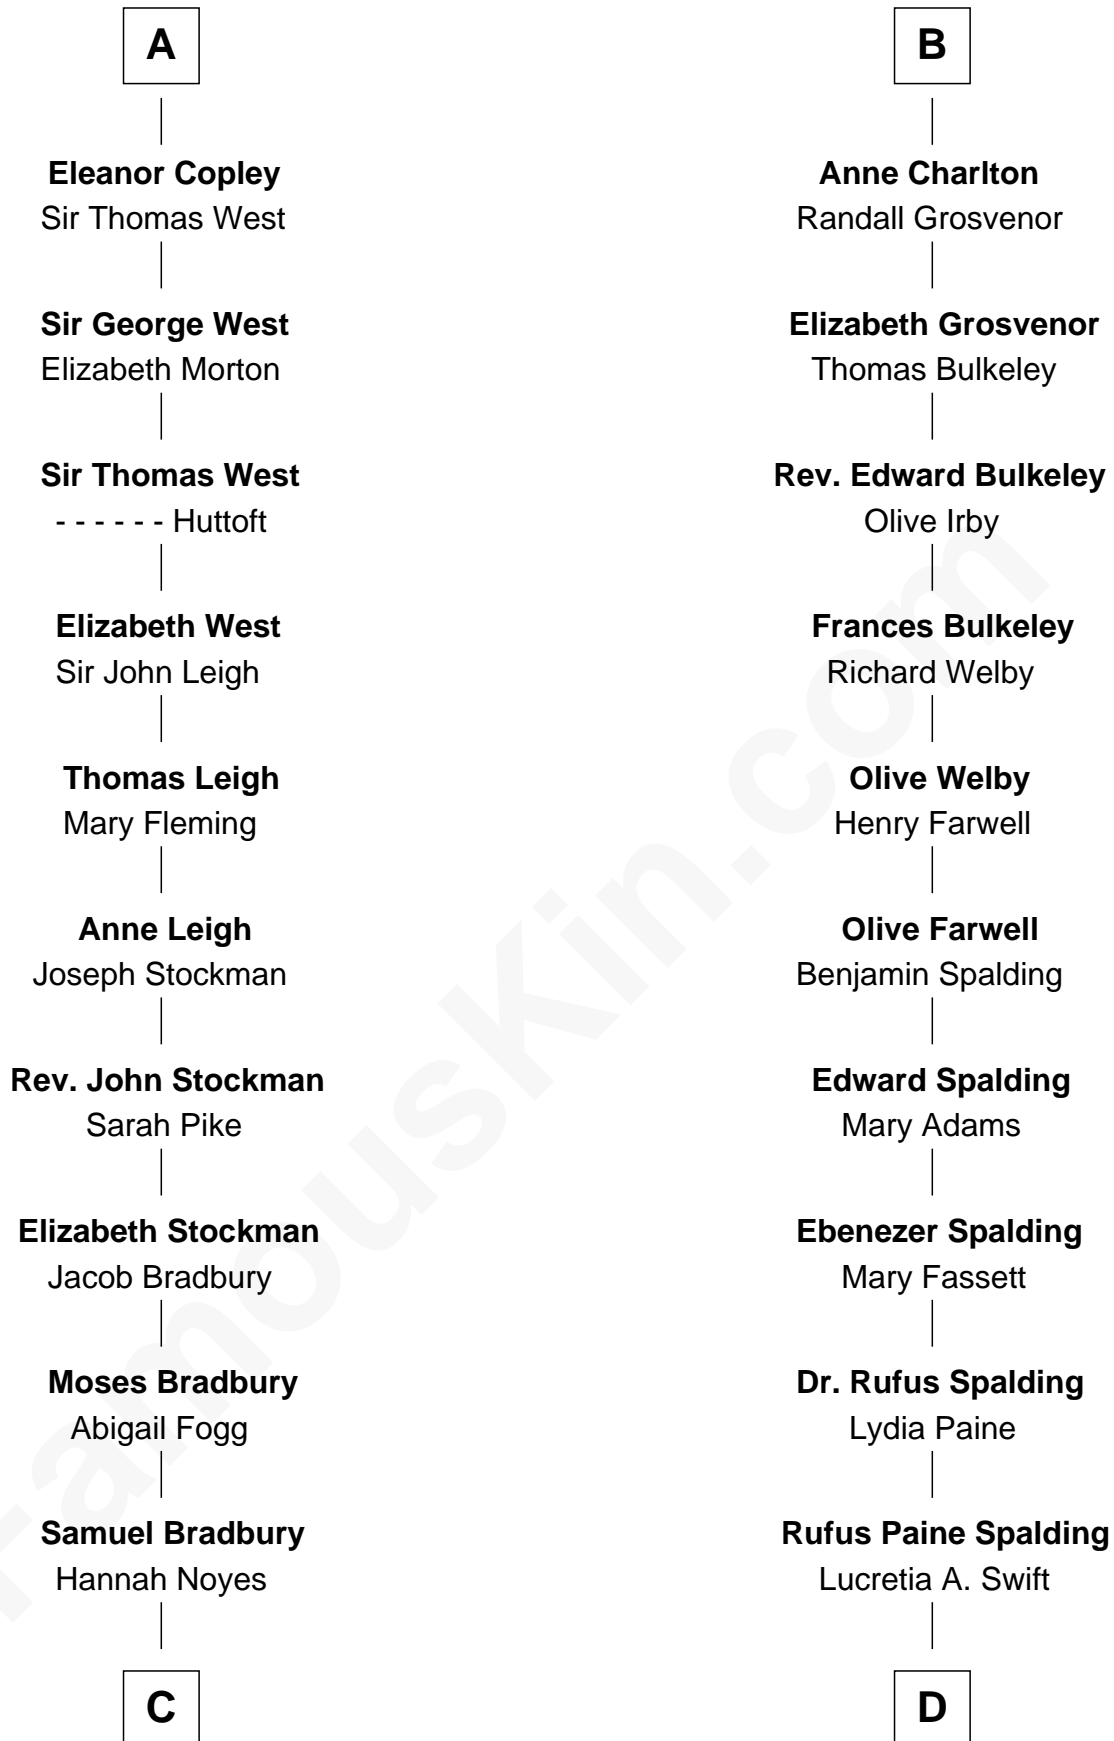 A
Eleanor Copley
Sir Thomas West
Sir George West
Elizabeth Morton
Sir Thomas West
- - - - - - Huttoft
Elizabeth West
Sir John Leigh
Thomas Leigh
Mary Fleming
Anne Leigh
Joseph Stockman
Rev. John Stockman
Sarah Pike
Elizabeth Stockman
Jacob Bradbury
Moses Bradbury
Abigail Fogg
Samuel Bradbury
Hannah Noyes
C
B
Anne Charlton
Randall Grosvenor
Elizabeth Grosvenor
Thomas Bulkeley
Rev. Edward Bulkeley
Olive Irby
Frances Bulkeley
Richard Welby
Olive Welby
Henry Farwell
Olive Farwell
Benjamin Spalding
Edward Spalding
Mary Adams
Ebenezer Spalding
Mary Fassett
Dr. Rufus Spalding
Lydia Paine
Rufus Paine Spalding
Lucretia A. Swift
D
FamousKin.com